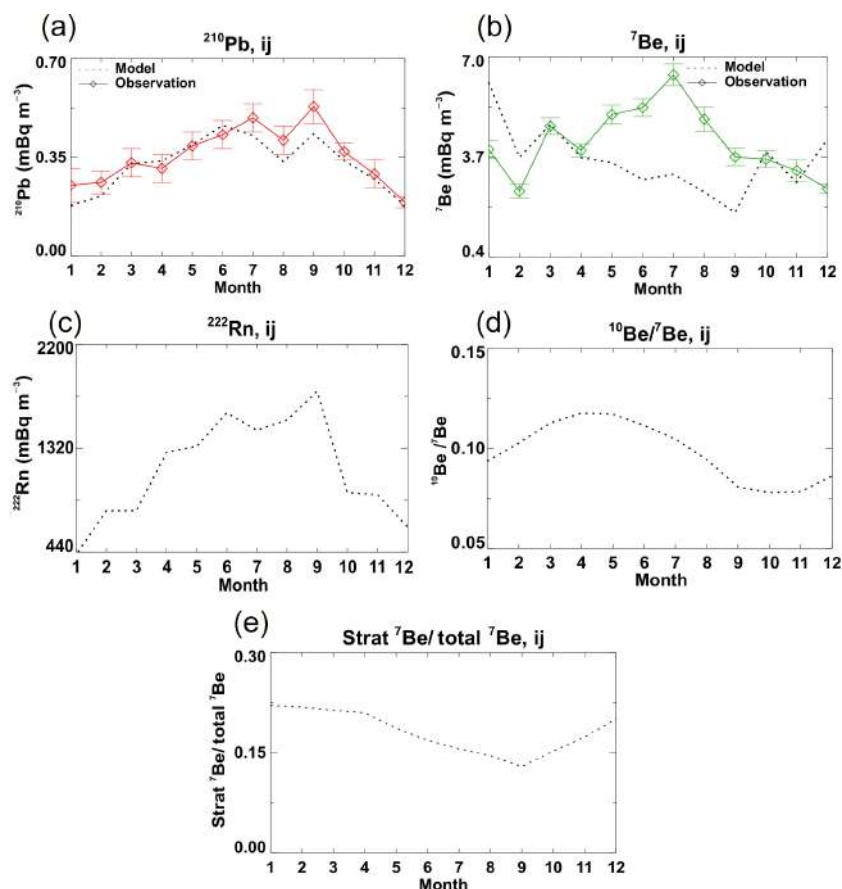 (a)
²¹⁰Pb, ij
0.70
Model
Observation
²¹⁰Pb (mBq m⁻³)
0.35
0.00
1 2 3 4 5 6 7 8 9 10 11 12
Month
(b)
⁷Be, ij
7.0
Model
Observation
⁷Be (mBq m⁻³)
3.7
0.4
1 2 3 4 5 6 7 8 9 10 11 12
Month
(c)
²²²Rn, ij
2200
²²²Rn (mBq m⁻³)
1320
440
1 2 3 4 5 6 7 8 9 10 11 12
Month
(d)
¹⁰Be/⁷Be, ij
0.15
¹⁰Be /⁷Be
0.10
0.05
1 2 3 4 5 6 7 8 9 10 11 12
Month
(e)
Strat ⁷Be/ total ⁷Be, ij
0.30
Strat ⁷Be/ total ⁷Be
0.15
0.00
1 2 3 4 5 6 7 8 9 10 11 12
Month